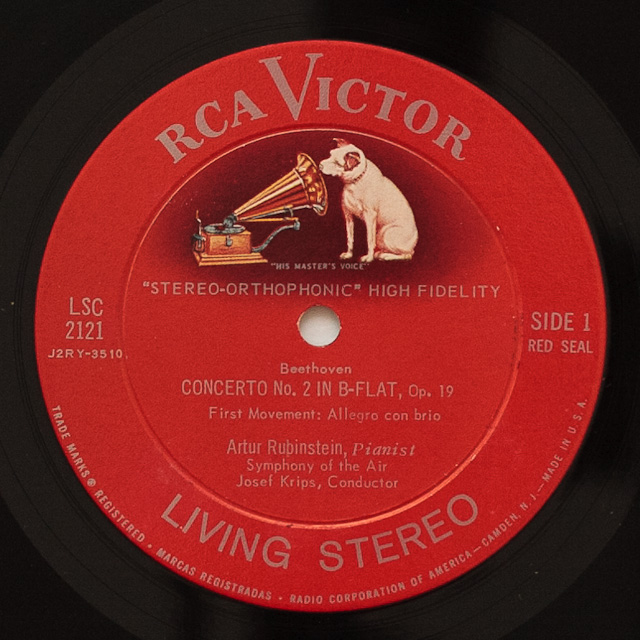 RCA VICTOR
"HIS MASTER'S VOICE"
"STEREO-ORTHOPHONIC" HIGH FIDELITY
LSC
2121
J2RY-3510
SIDE 1
RED SEAL
Beethoven
CONCERTO No. 2 IN B-FLAT, Op. 19
First Movement: Allegro con brio
Artur Rubinstein, Pianist
Symphony of the Air
Josef Krips, Conductor
LIVING STEREO
TRADE MARKS® REGISTERED • MARCAS REGISTRADAS • RADIO CORPORATION OF AMERICA—CAMDEN, N. J.—MADE IN U. S. A.